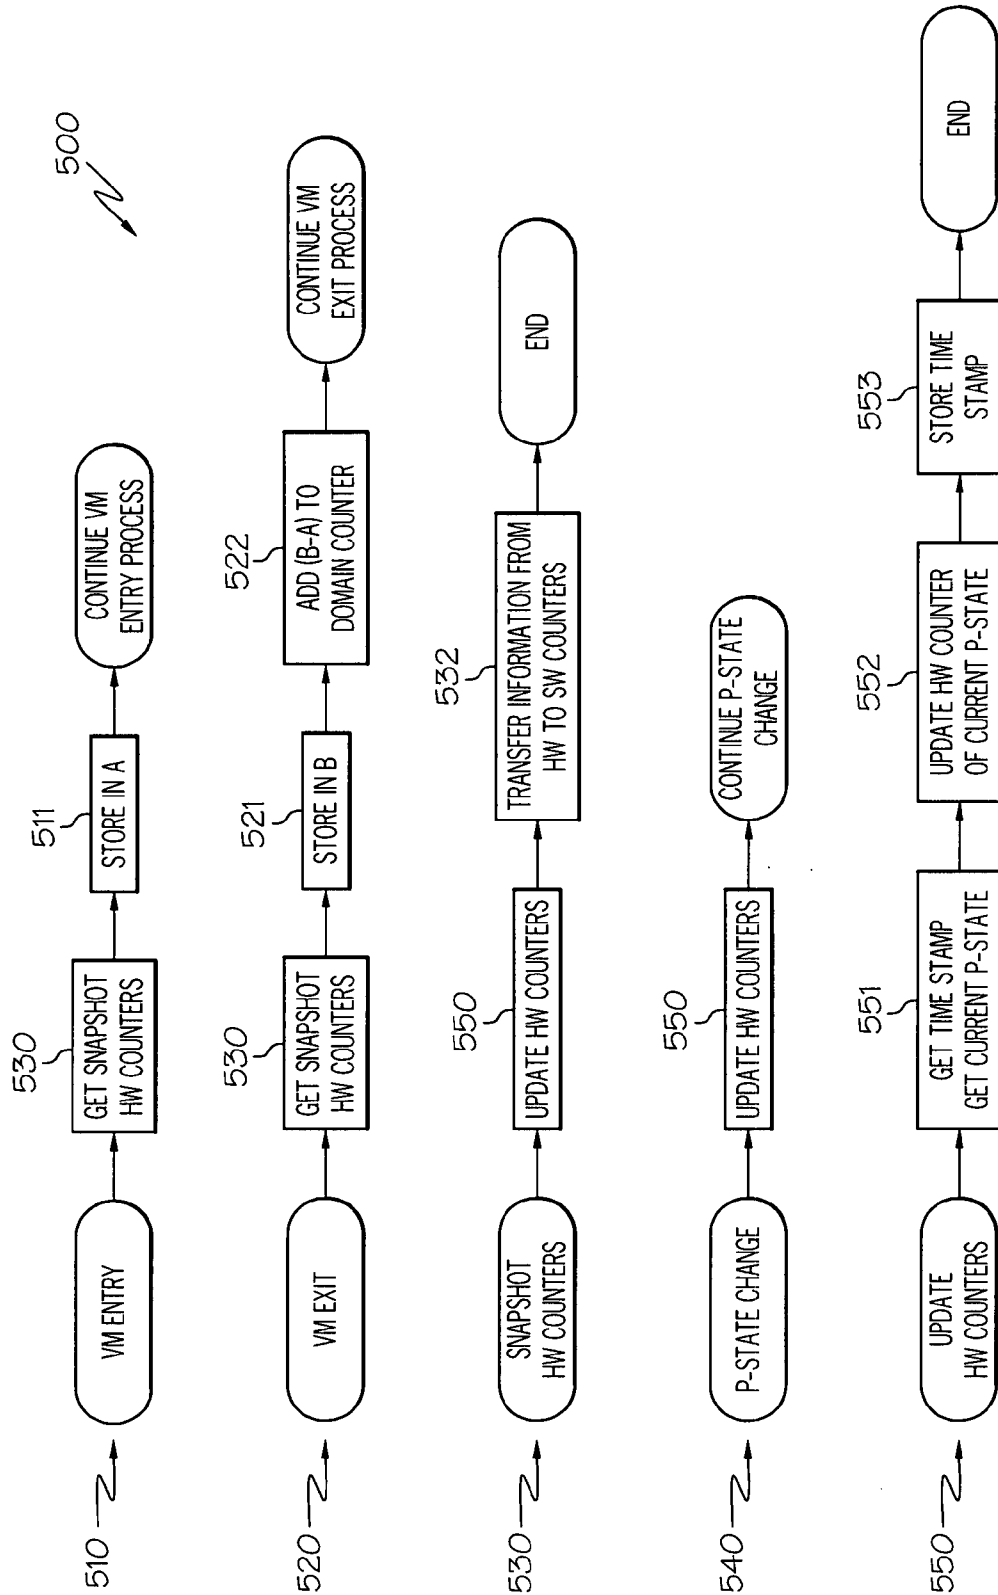 500
510
VM ENTRY
530
GET SNAPSHOT
HW COUNTERS
511
STORE IN A
CONTINUE VM
ENTRY PROCESS
520
VM EXIT
530
GET SNAPSHOT
HW COUNTERS
521
STORE IN B
522
ADD (B-A) TO
DOMAIN COUNTER
CONTINUE VM
EXIT PROCESS
530
SNAPSHOT
HW COUNTERS
550
UPDATE HW COUNTERS
532
TRANSFER INFORMATION FROM
HW TO SW COUNTERS
END
540
P-STATE CHANGE
550
UPDATE HW COUNTERS
CONTINUE P-STATE
CHANGE
550
UPDATE
HW COUNTERS
551
GET TIME STAMP
GET CURRENT P-STATE
552
UPDATE HW COUNTER
OF CURRENT P-STATE
553
STORE TIME
STAMP
END